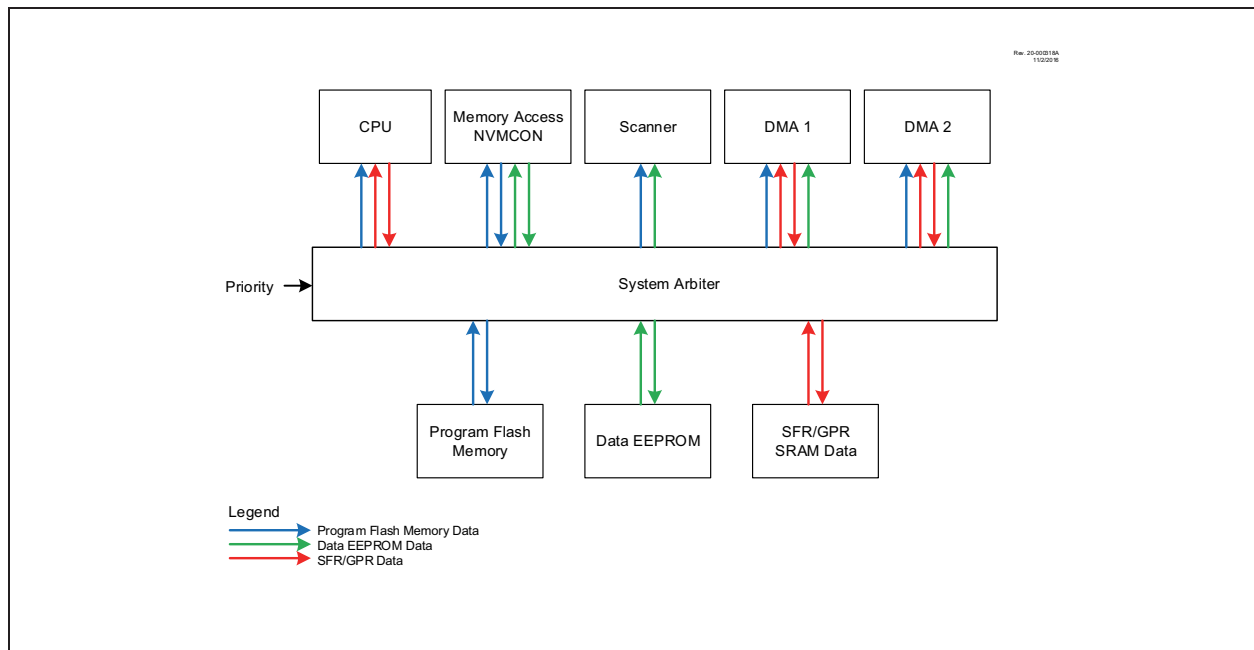 Rev. 20-000318A
11/2/2016
CPU
Memory Access
NVMCON
Scanner
DMA 1
DMA 2
Priority
System Arbiter
Program Flash
Memory
Data EEPROM
SFR/GPR
SRAM Data
Legend
Program Flash Memory Data
Data EEPROM Data
SFR/GPR Data